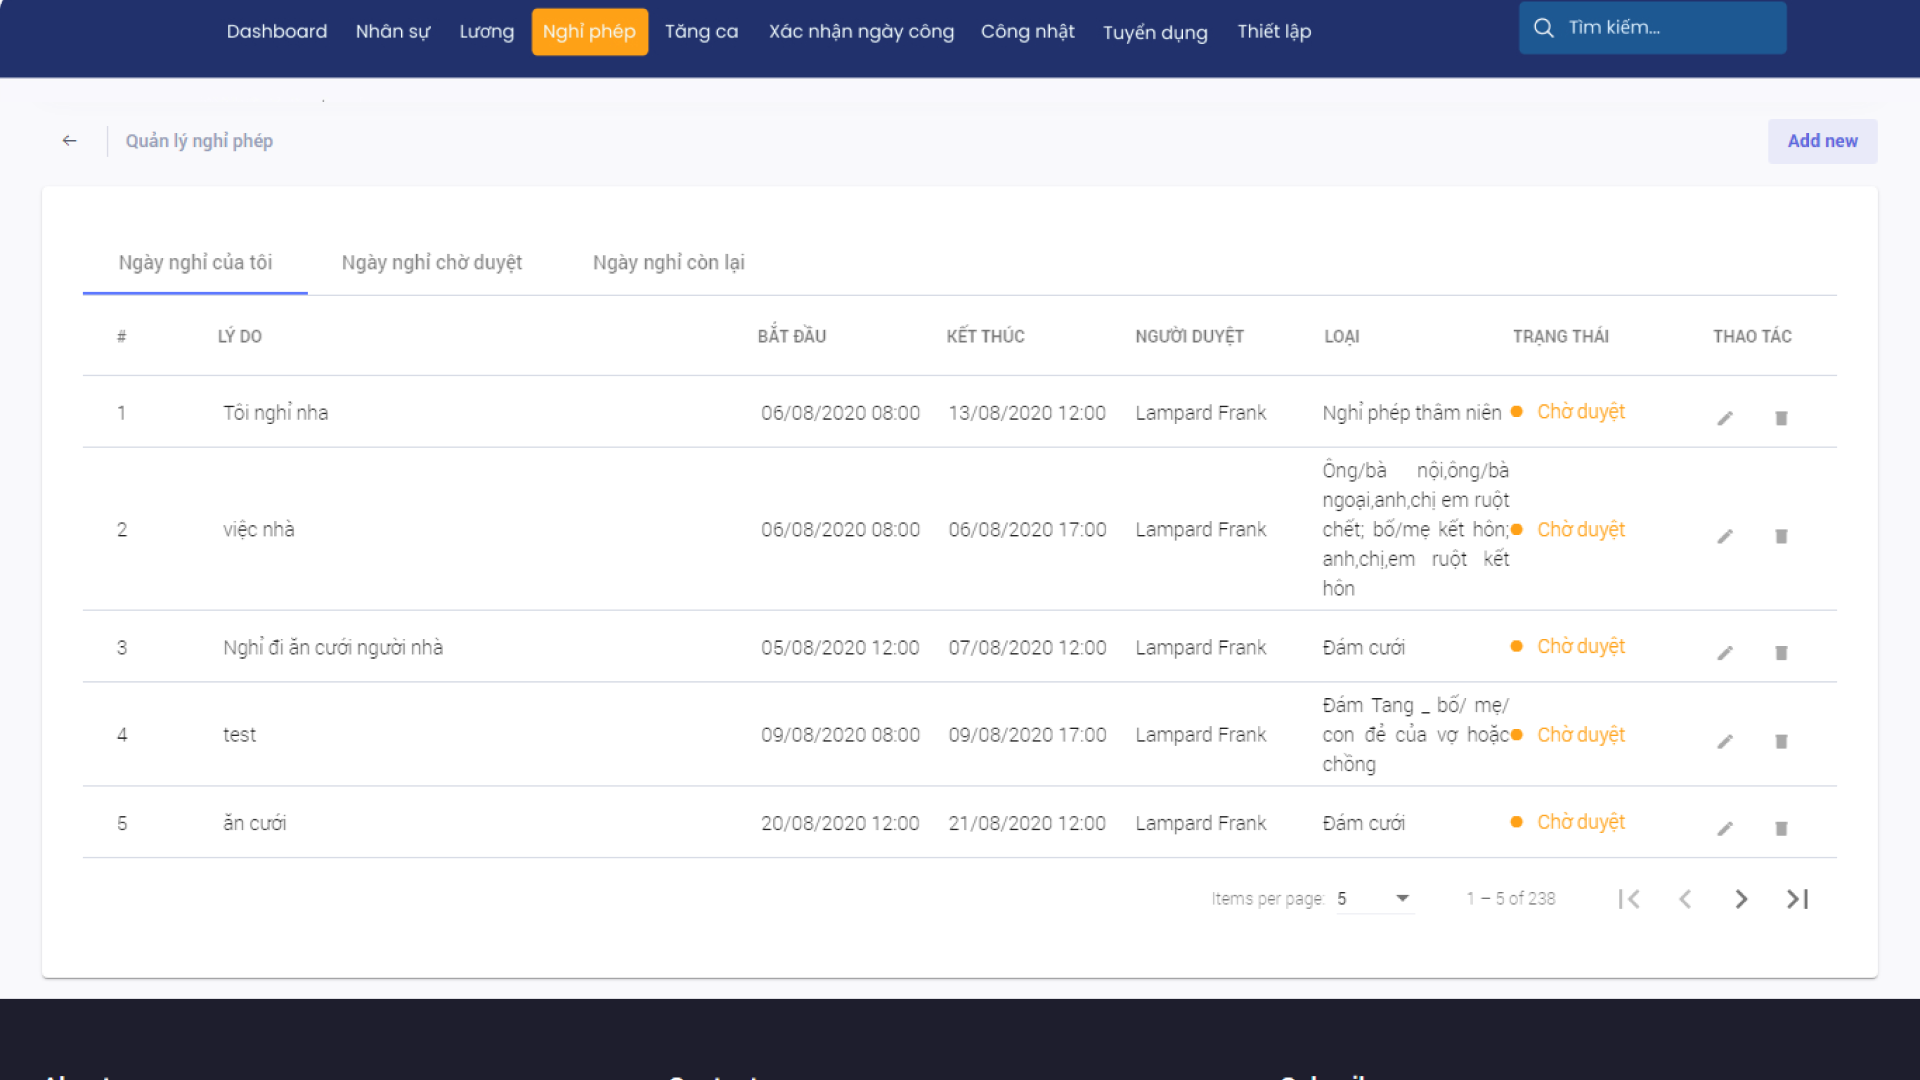 Dashboard Nhân sự Lương Nghỉ phép Tăng ca Xác nhận ngày công Công nhật Tuyển dụng Thiết lập Tìm kiếm...
Quản lý nghỉ phép Add new
Ngày nghỉ của tôi Ngày nghỉ chờ duyệt Ngày nghỉ còn lại
# LÝ DO BẮT ĐẦU KẾT THÚC NGƯỜI DUYỆT LOẠI TRẠNG THÁI THAO TÁC
1 Tôi nghỉ nha 06/08/2020 08:00 13/08/2020 12:00 Lampard Frank Nghỉ phép thâm niên Chờ duyệt
Ông/bà nội,ông/bà
ngoại,anh,chị em ruột
2 việc nhà 06/08/2020 08:00 06/08/2020 17:00 Lampard Frank chết; bố/mẹ kết hôn; Chờ duyệt
anh,chị,em ruột kết
hôn
3 Nghỉ đi ăn cưới người nhà 05/08/2020 12:00 07/08/2020 12:00 Lampard Frank Đám cưới Chờ duyệt
Đám Tang _ bố/ mẹ/
4 test 09/08/2020 08:00 09/08/2020 17:00 Lampard Frank con đẻ của vợ hoặc Chờ duyệt
chồng
5 ăn cưới 20/08/2020 12:00 21/08/2020 12:00 Lampard Frank Đám cưới Chờ duyệt
Items per page: 5 1 – 5 of 238